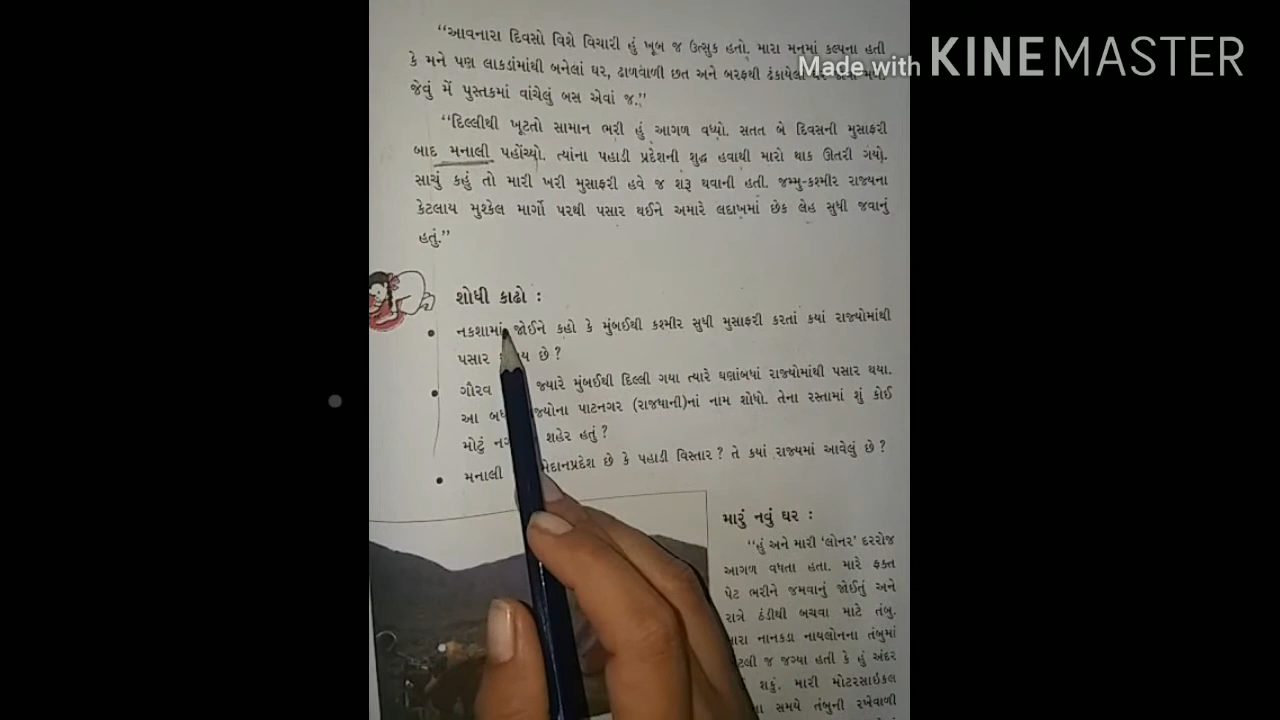 Made with KINEMASTER
“આવનારા દિવસો વિશે વિચારી હું ખૂબ જ ઉત્સુક હતો. મારા મનમાં કલ્પના હતી
કે મને પણ લાકડાંમાંથી બનેલાં ઘર, ઢાળવાળી છત અને બરફથી ઢંકાયેલાં
જેવું મેં પુસ્તકમાં વાંચેલું બસ એવાં જ.”
“દિલ્લીથી ખૂટતો સામાન ભરી હું આગળ વધ્યો. સતત બે દિવસની મુસાફરી
બાદ મનાલી પહોંચ્યો. ત્યાંના પહાડી પ્રદેશની શુદ્ધ હવાથી મારો થાક ઊતરી ગયો.
સાચું કહું તો મારી ખરી મુસાફરી હવે જ શરૂ થવાની હતી. જમ્મુ-કશ્મીર રાજ્યના
કેટલાય મુશ્કેલ માર્ગો પરથી પસાર થઈને અમારે લદાખમાં છેક લેહ સુધી જવાનું
હતું.”
શોધી કાઢો :
• નકશામાં જોઈને કહો કે મુંબઈથી કશ્મીર સુધી મુસાફરી કરતાં કયાં રાજ્યોમાંથી
પસાર છે ?
• ગૌરવ જ્યારે મુંબઈથી દિલ્લી ગયા ત્યારે ઘણાંબધાં રાજ્યોમાંથી પસાર થયા.
આ પાટનગર (રાજધાની)નાં નામ શોધો. તેના રસ્તામાં શું કોઈ
મોટું શહેર હતું ?
• મનાલી મેદાનપ્રદેશ છે કે પહાડી વિસ્તાર ? તે કયાં રાજ્યમાં આવેલું છે ?
મારું નવું ઘર :
“હું અને મારી ‘લોનર’ દરરોજ
આગળ વધતા હતા. મારે ફક્ત
પેટ ભરીને જમવાનું જોઈતું અને
રાત્રે ઠંડીથી બચવા માટે તંબુ.
મારા નાનકડા નાયલોનના તંબુમાં
જ જગ્યા હતી કે હું અંદર
શકું. મારી મોટરસાઇકલ
સમયે તંબુની રખેવાળી